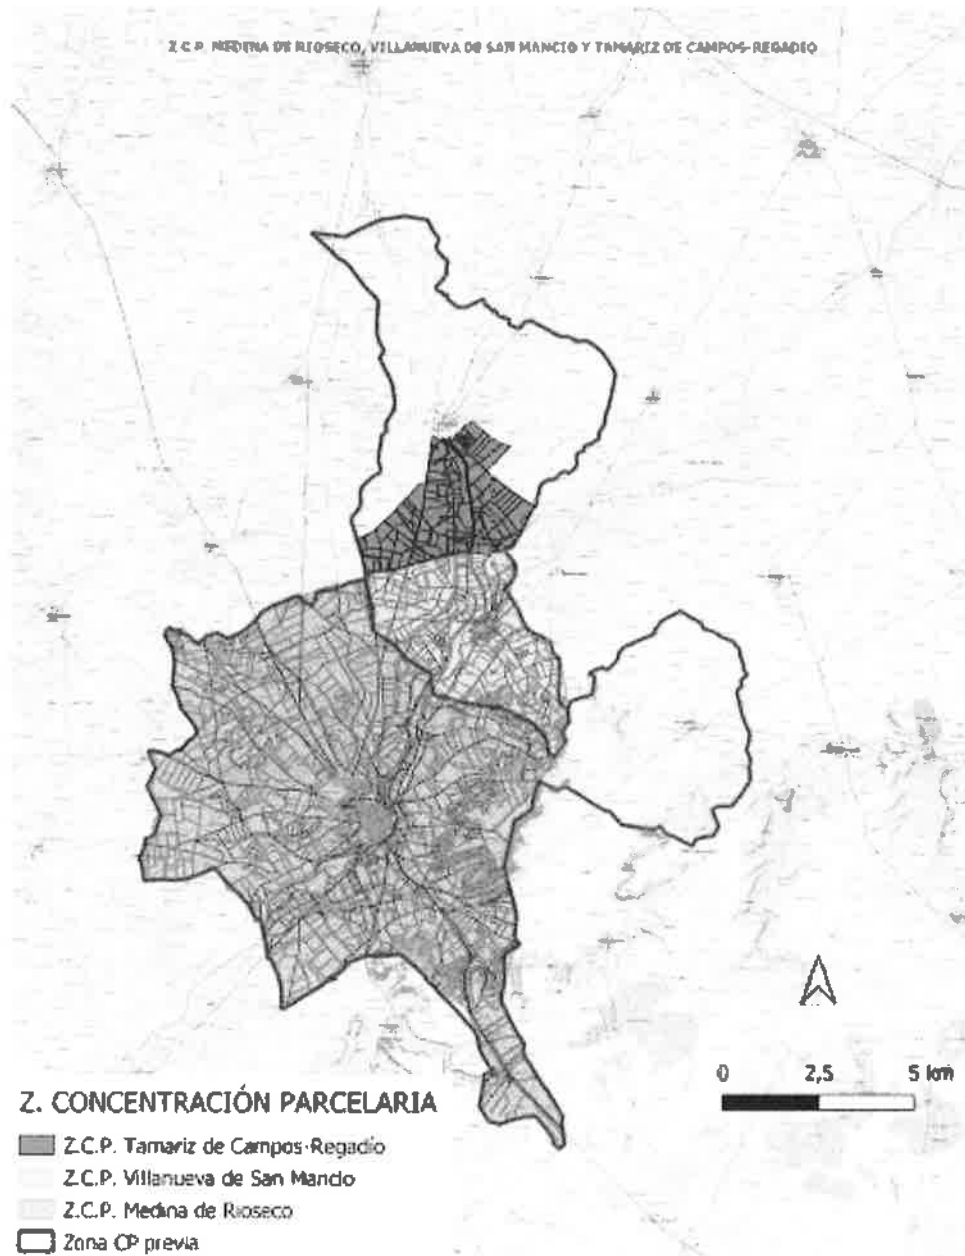 Z.C.P. MEDINA DE RIOSECO, VILLANUEVA DE SAN MANCIO Y TAMARIZ DE CAMPOS-REGADIO
0 2,5 5 km
Z. CONCENTRACIÓN PARCELARIA
Z.C.P. Tamariz de Campos-Regadío
Z.C.P. Villanueva de San Mancio
Z.C.P. Medina de Rioseco
Zona CP previa